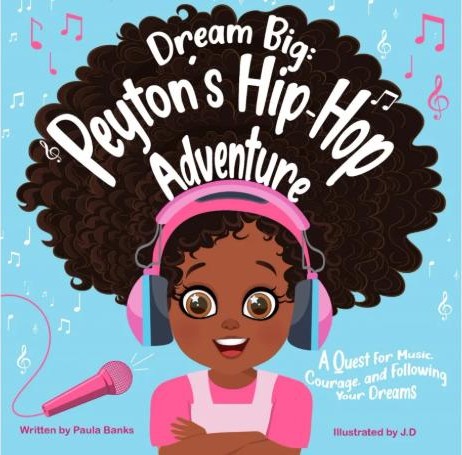 Dream Big:
Peyton's Hip-Hop
Adventure
A Quest for Music,
Courage, and Following
Your Dreams
Written by Paula Banks
Illustrated by J.D